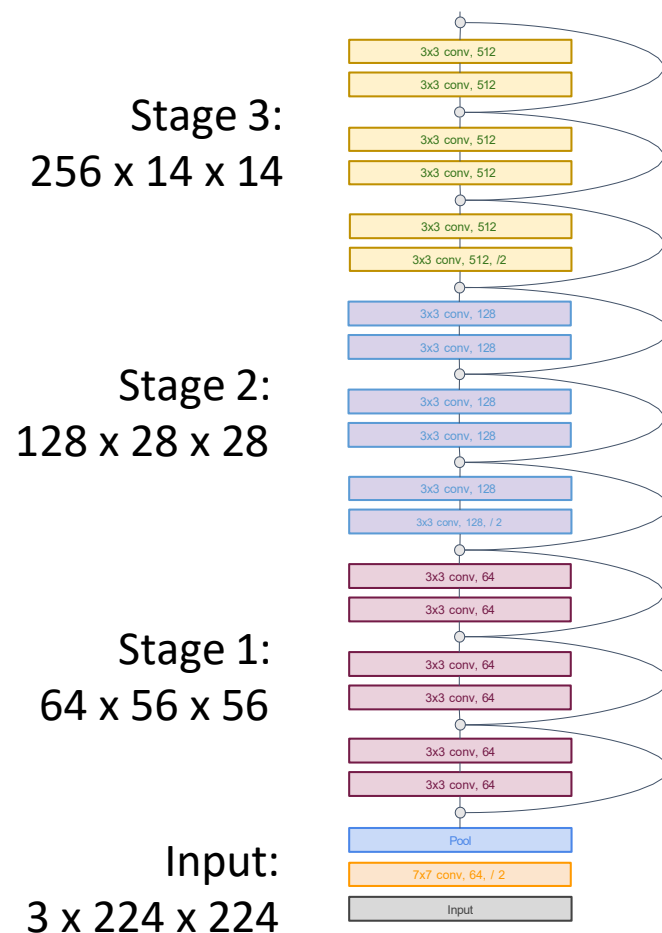 3x3 conv, 512
3x3 conv, 512
Stage 3:
256 x 14 x 14
3x3 conv, 512
3x3 conv, 512
3x3 conv, 512
3x3 conv, 512, /2
3x3 conv, 128
3x3 conv, 128
Stage 2:
128 x 28 x 28
3x3 conv, 128
3x3 conv, 128
3x3 conv, 128
3x3 conv, 128, / 2
3x3 conv, 64
3x3 conv, 64
Stage 1:
64 x 56 x 56
3x3 conv, 64
3x3 conv, 64
3x3 conv, 64
3x3 conv, 64
Pool
Input:
3 x 224 x 224
7x7 conv, 64, / 2
Input